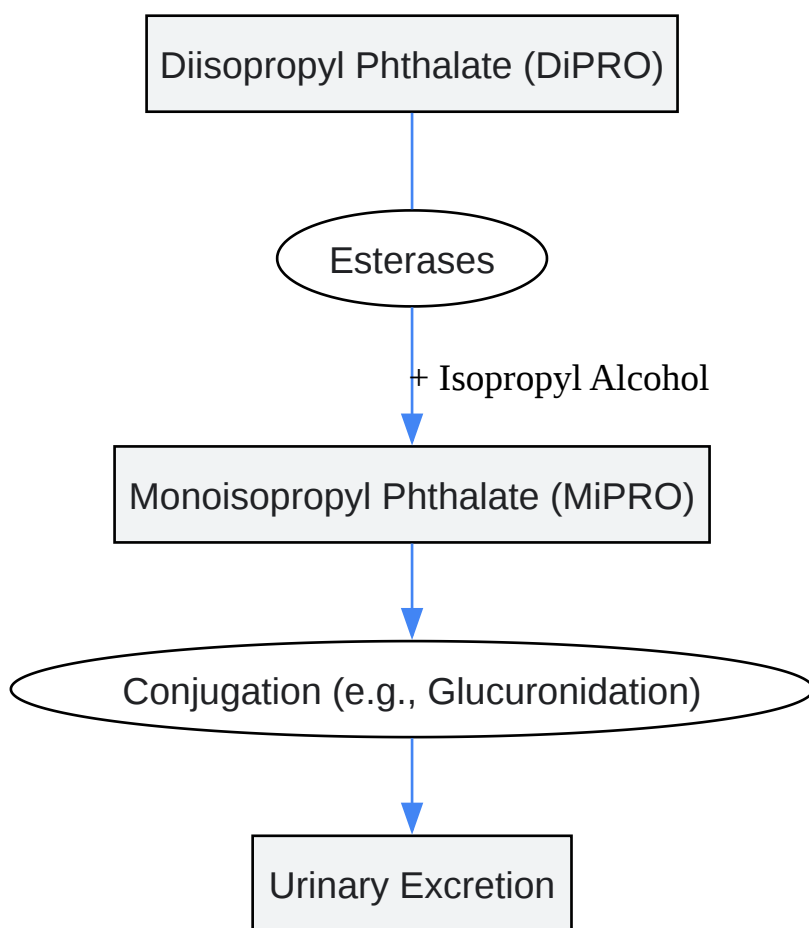 Diisopropyl Phthalate (DiPRO)
Esterases
+ Isopropyl Alcohol
Monoisopropyl Phthalate (MiPRO)
Conjugation (e.g., Glucuronidation)
Urinary Excretion